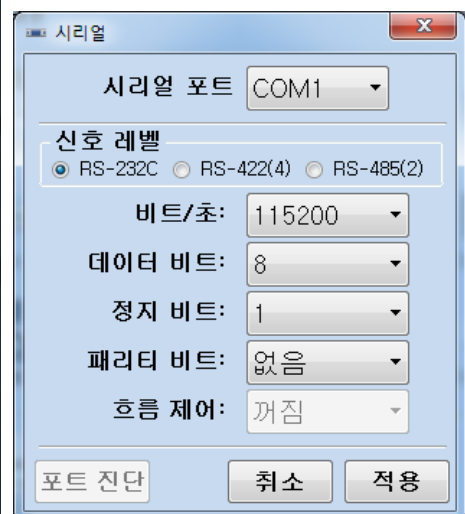 시리얼
시리얼 포트 COM1
신호 레벨
RS-232C RS-422(4) RS-485(2)
비트/초: 115200
데이터 비트: 8
정지 비트: 1
패리티 비트: 없음
흐름 제어: 꺼짐
포트 진단 취소 적용